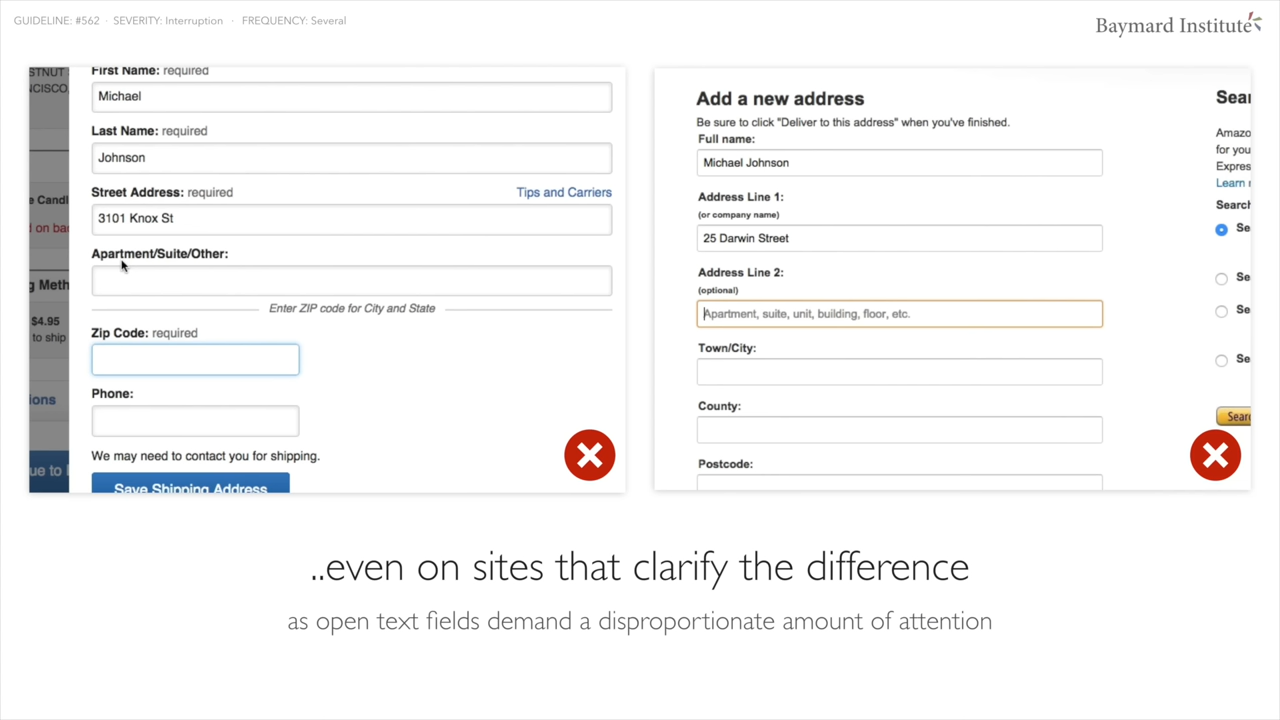 GUIDELINE: #562 · SEVERITY: Interruption · FREQUENCY: Several
Baymard Institute
First Name: required
Michael
Last Name: required
Johnson
Street Address: required
Tips and Carriers
3101 Knox St
Apartment/Suite/Other:
Enter ZIP code for City and State
Zip Code: required
Phone:
We may need to contact you for shipping.
Save Shipping Address
$4.95
to ship
Add a new address
Be sure to click "Deliver to this address" when you've finished.
Full name:
Michael Johnson
Address Line 1:
(or company name)
25 Darwin Street
Address Line 2:
(optional)
Apartment, suite, unit, building, floor, etc.
Town/City:
County:
Postcode:
Amazo
for you
Expres
Learn
Search
Se
Se
Se
Se
..even on sites that clarify the difference
as open text fields demand a disproportionate amount of attention